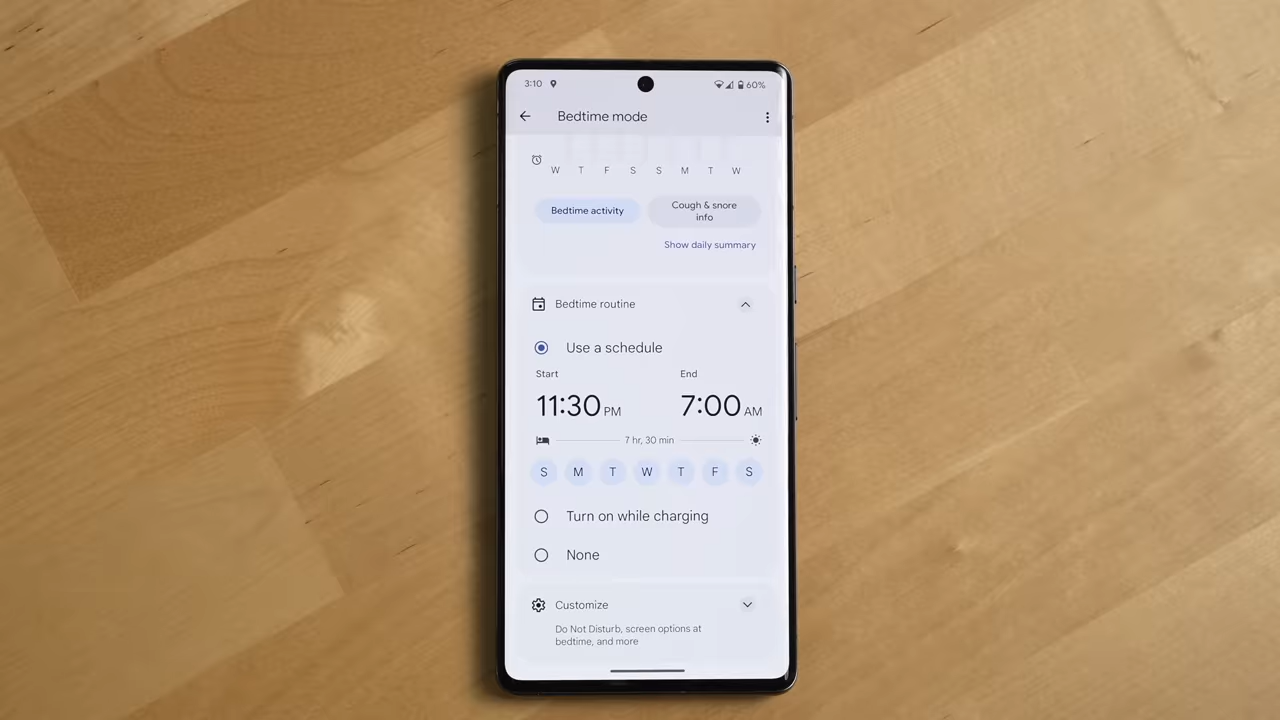 3:10 60%
Bedtime mode
W T F S S M T W
Bedtime activity
Cough & snore
info
Show daily summary
Bedtime routine
Use a schedule
Start End
11:30 PM 7:00 AM
7 hr, 30 min
S M T W T F S
Turn on while charging
None
Customize
Do Not Disturb, screen options at
bedtime, and more